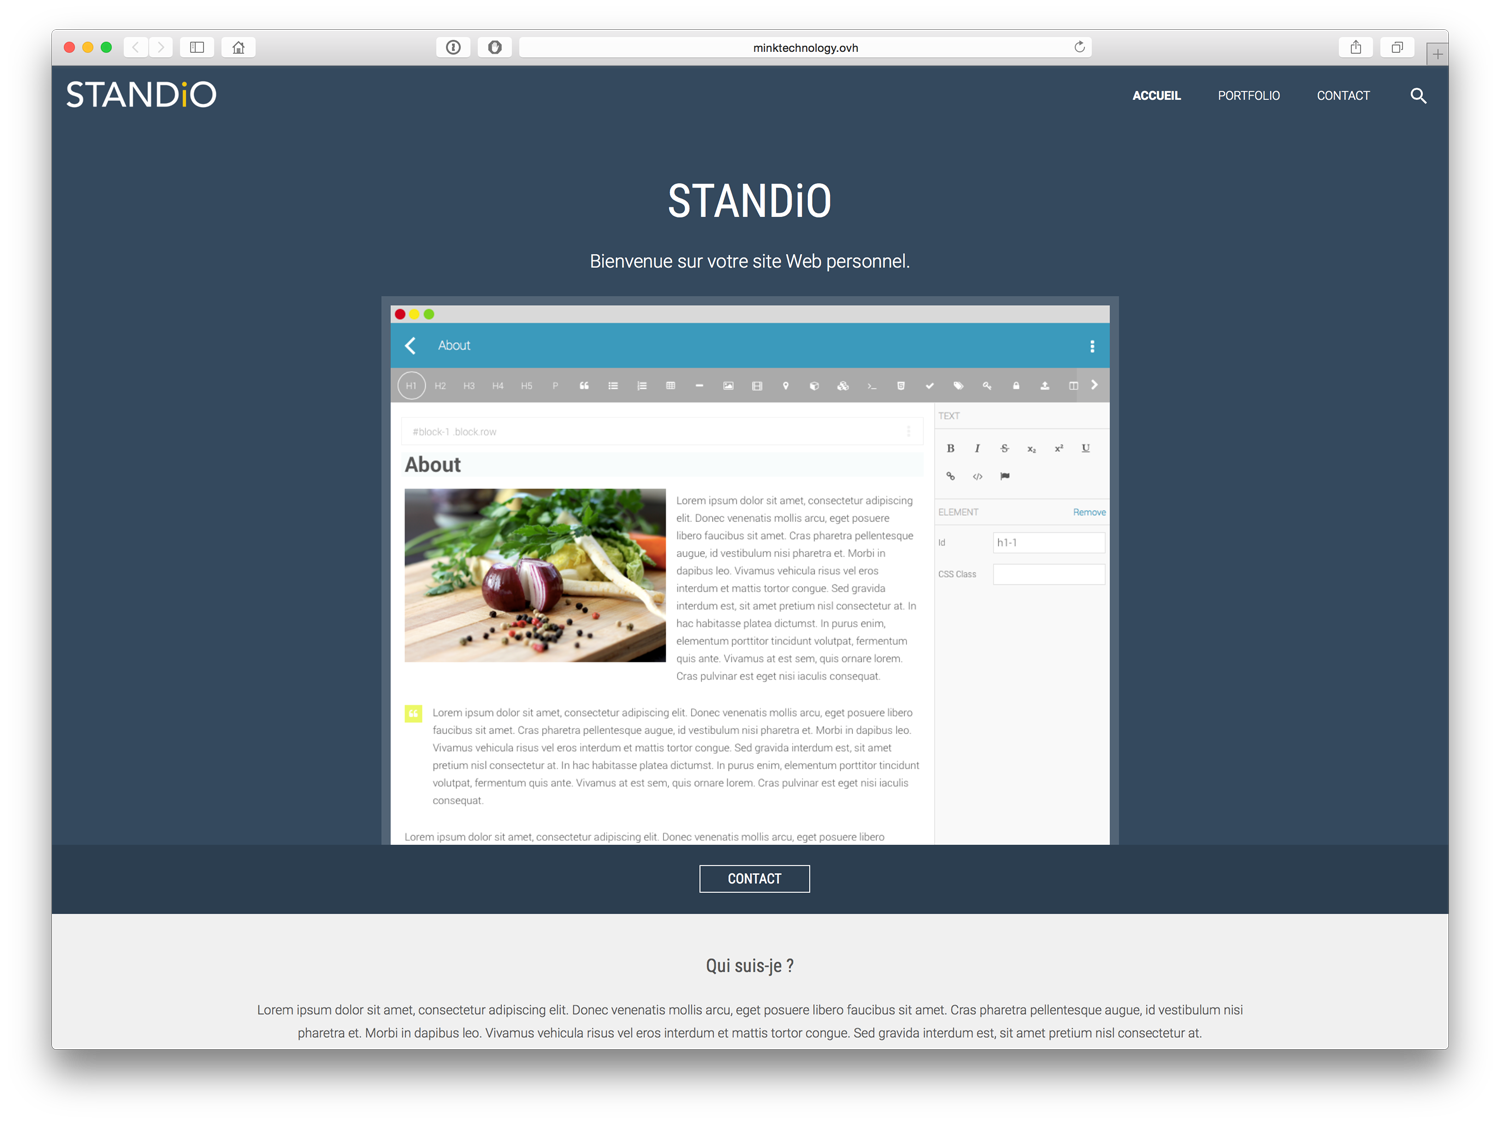 minktechnology.ovh
STANDiO
ACCUEIL PORTFOLIO CONTACT
STANDiO
Bienvenue sur votre site Web personnel.
About
H1 H2 H3 H4 H5 P
#block-1 block.row
About
Lorem ipsum dolor sit amet, consectetur adipiscing
elit. Donec venenatis mollis arcu, eget posuere
libero faucibus sit amet. Cras pharetra pellentesque
augue, id vestibulum nisi pharetra et. Morbi in
dapibus leo. Vivamus vehicula risus vel eros
interdum et mattis tortor congue. Sed gravida
interdum est, sit amet pretium nisl consectetur at. In
hac habitasse platea dictumst. In purus enim,
elementum porttitor tincidunt volutpat, fermentum
quis ante. Vivamus at est sem, quis ornare lorem.
Cras pulvinar est eget nisi iaculis consequat.
Lorem ipsum dolor sit amet, consectetur adipiscing elit. Donec venenatis mollis arcu, eget posuere libero
faucibus sit amet. Cras pharetra pellentesque augue, id vestibulum nisi pharetra et. Morbi in dapibus leo.
Vivamus vehicula risus vel eros interdum et mattis tortor congue. Sed gravida interdum est, sit amet
pretium nisl consectetur at. In hac habitasse platea dictumst. In purus enim, elementum porttitor tincidunt
volutpat, fermentum quis ante. Vivamus at est sem, quis ornare lorem. Cras pulvinar est eget nisi iaculis
consequat.
Lorem ipsum dolor sit amet, consectetur adipiscing elit. Donec venenatis mollis arcu, eget posuere libero
TEXT
B I S x₂ x² U
ELEMENT Remove
Id h1-1
CSS Class
CONTACT
Qui suis-je ?
Lorem ipsum dolor sit amet, consectetur adipiscing elit. Donec venenatis mollis arcu, eget posuere libero faucibus sit amet. Cras pharetra pellentesque augue, id vestibulum nisi
pharetra et. Morbi in dapibus leo. Vivamus vehicula risus vel eros interdum et mattis tortor congue. Sed gravida interdum est, sit amet pretium nisl consectetur at.